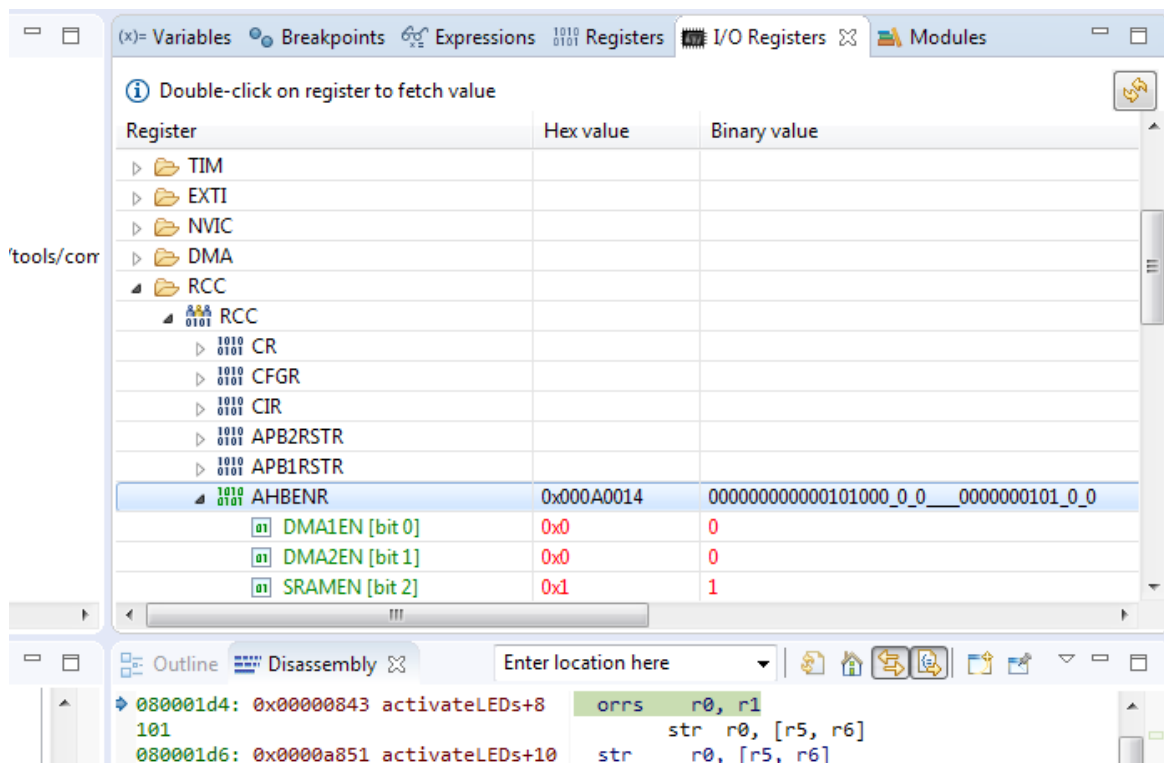 (x)= Variables Breakpoints Expressions Registers I/O Registers Modules
Double-click on register to fetch value
Register Hex value Binary value
TIM
EXTI
NVIC
/tools/com DMA
RCC
RCC
CR
CFGR
CIR
APB2RSTR
APB1RSTR
AHBENR 0x000A0014 000000000000101000_0_0___0000000101_0_0
DMA1EN [bit 0] 0x0 0
DMA2EN [bit 1] 0x0 0
SRAMEN [bit 2] 0x1 1
Outline Disassembly Enter location here
080001d4: 0x00000843 activateLEDs+8 orrs r0, r1
101 str r0, [r5, r6]
080001d6: 0x0000a851 activateLEDs+10 str r0, [r5, r6]